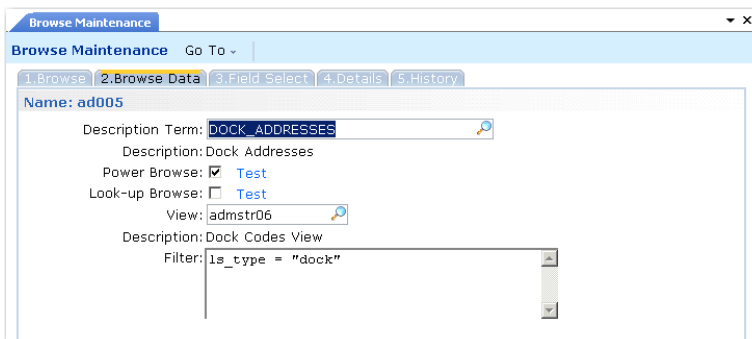 Browse Maintenance
Browse Maintenance Go To
1.Browse 2.Browse Data 3.Field Select 4.Details 5.History
Name: ad005
Description Term: DOCK_ADDRESSES
Description: Dock Addresses
Power Browse: Test
Look-up Browse: Test
View: admstr06
Description: Dock Codes View
Filter: ls_type = "dock"